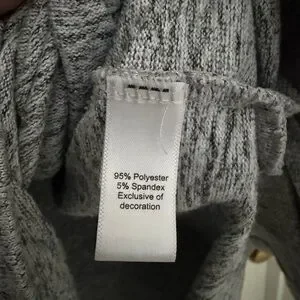 95% Polyester
5% Spandex
Exclusive of
decoration